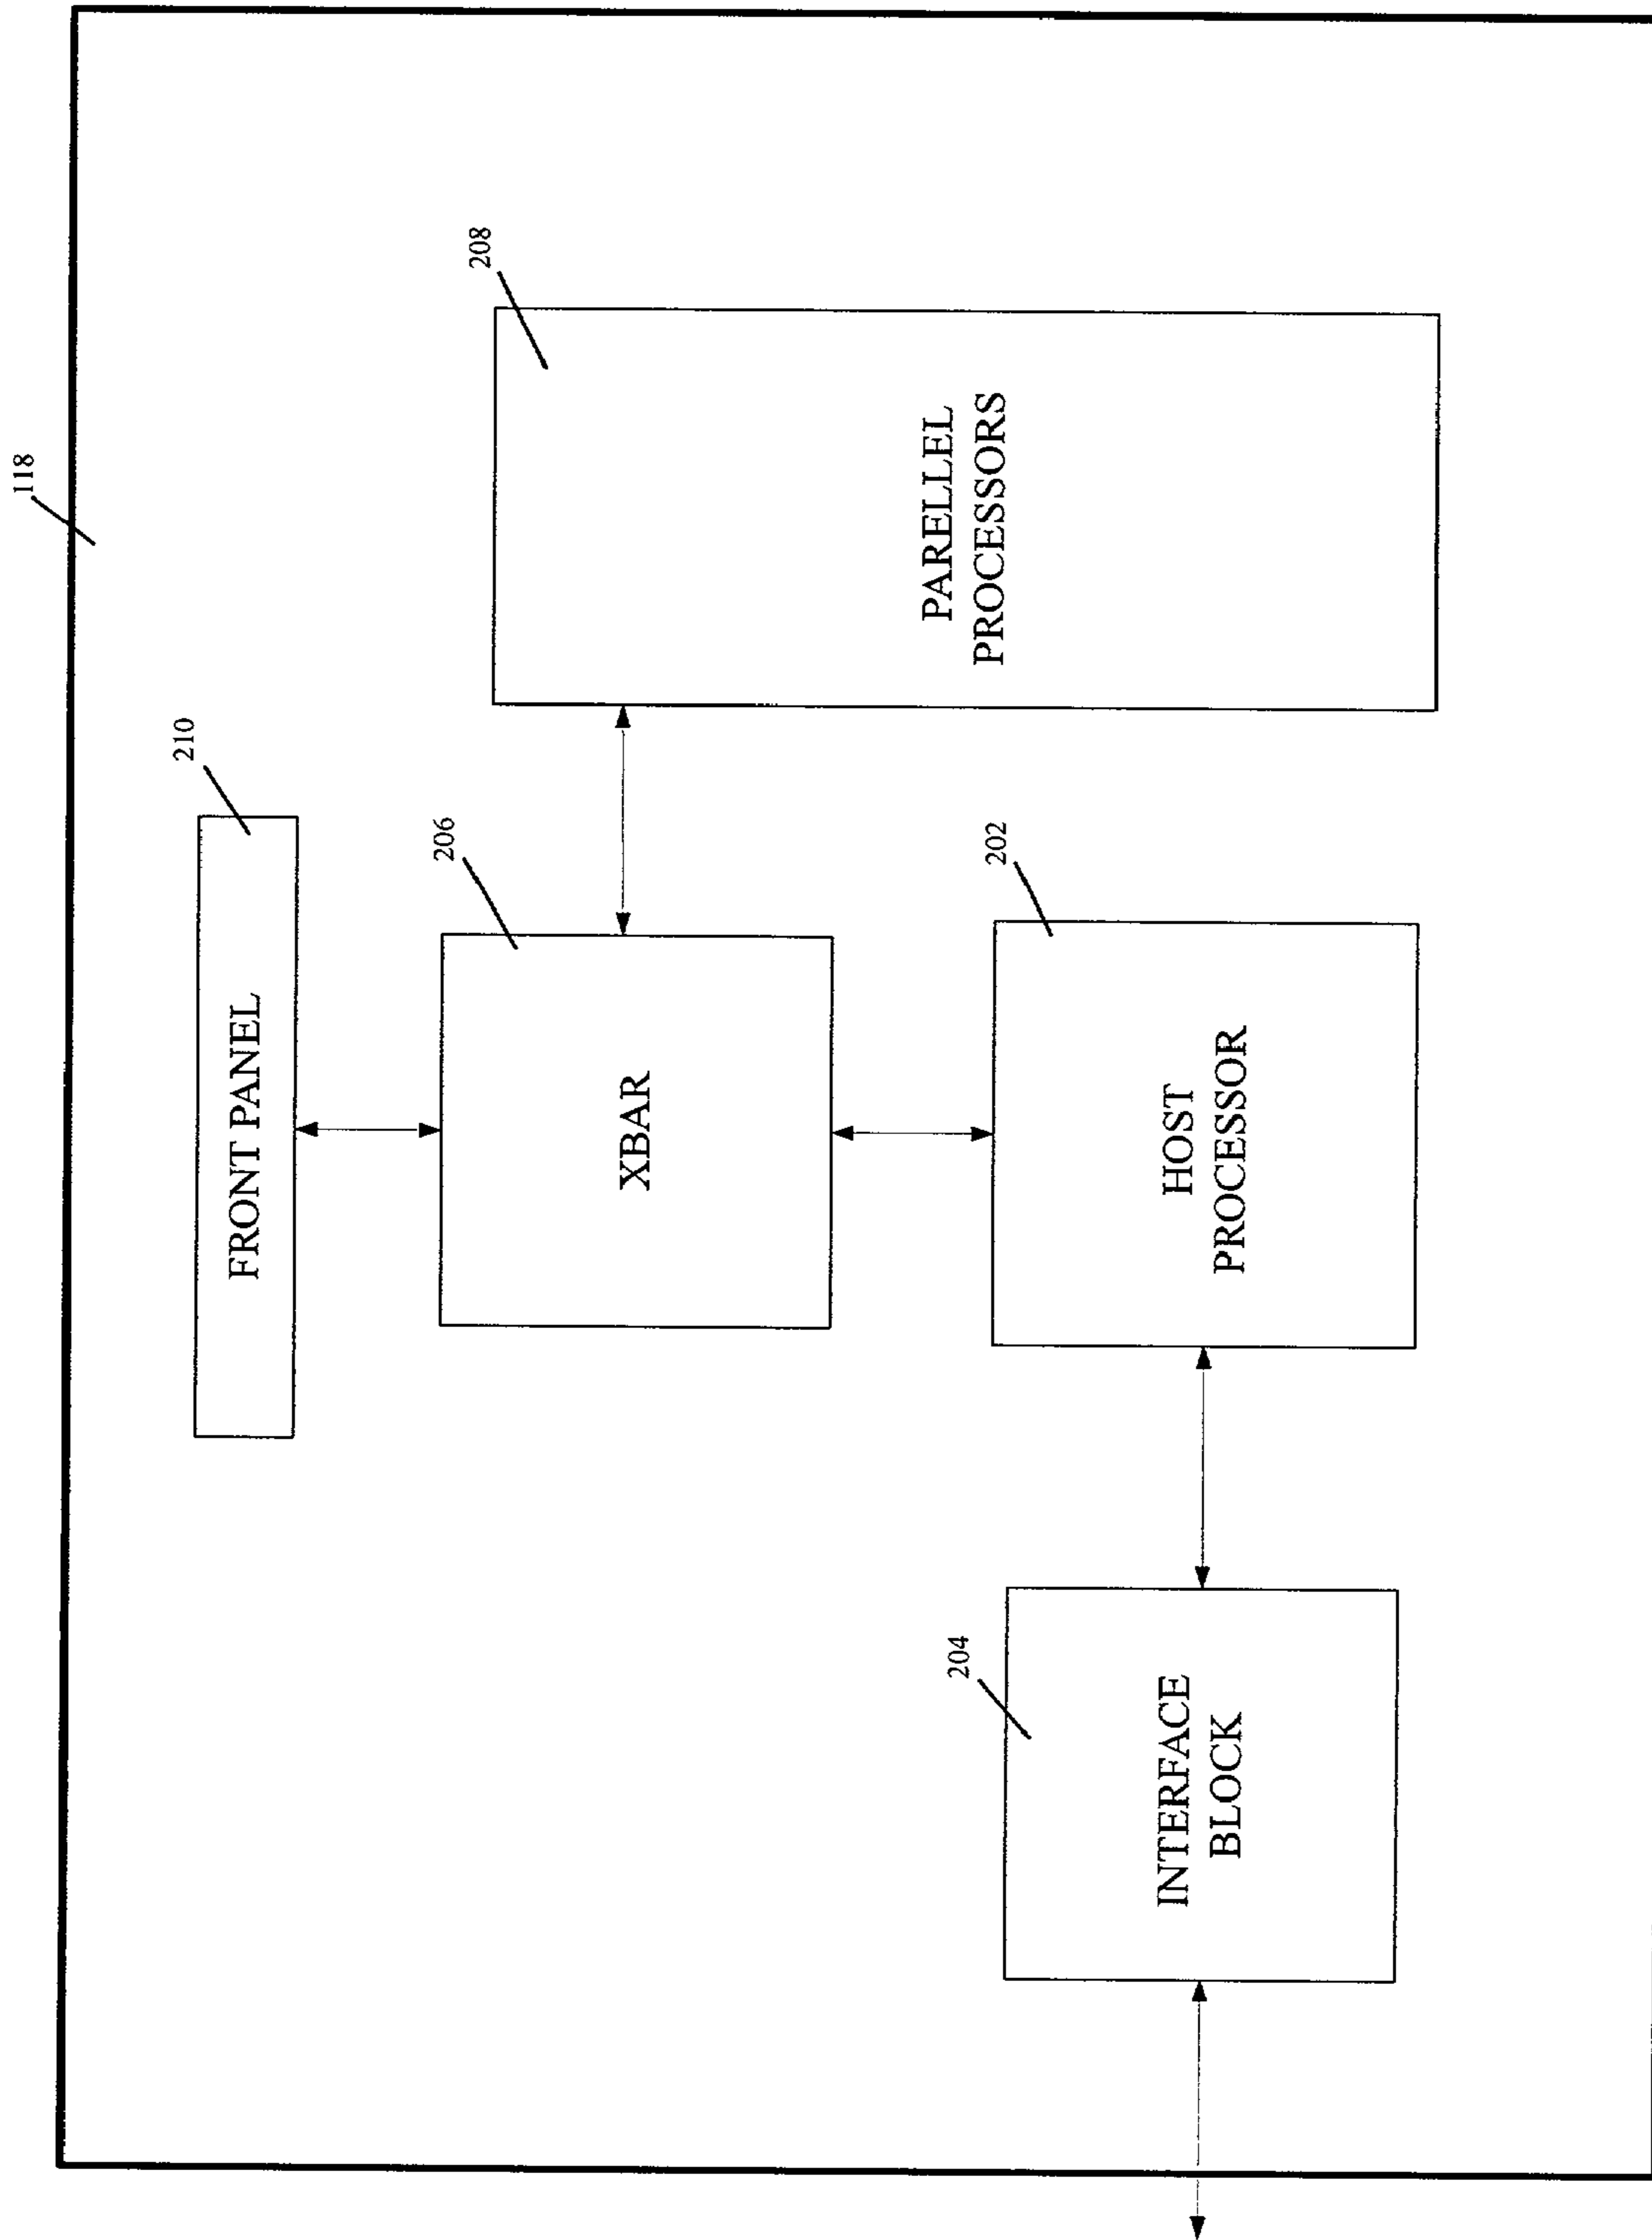 118
210
FRONT PANEL
206
XBAR
208
PARELLEL
PROCESSORS
204
INTERFACE
BLOCK
202
HOST
PROCESSOR